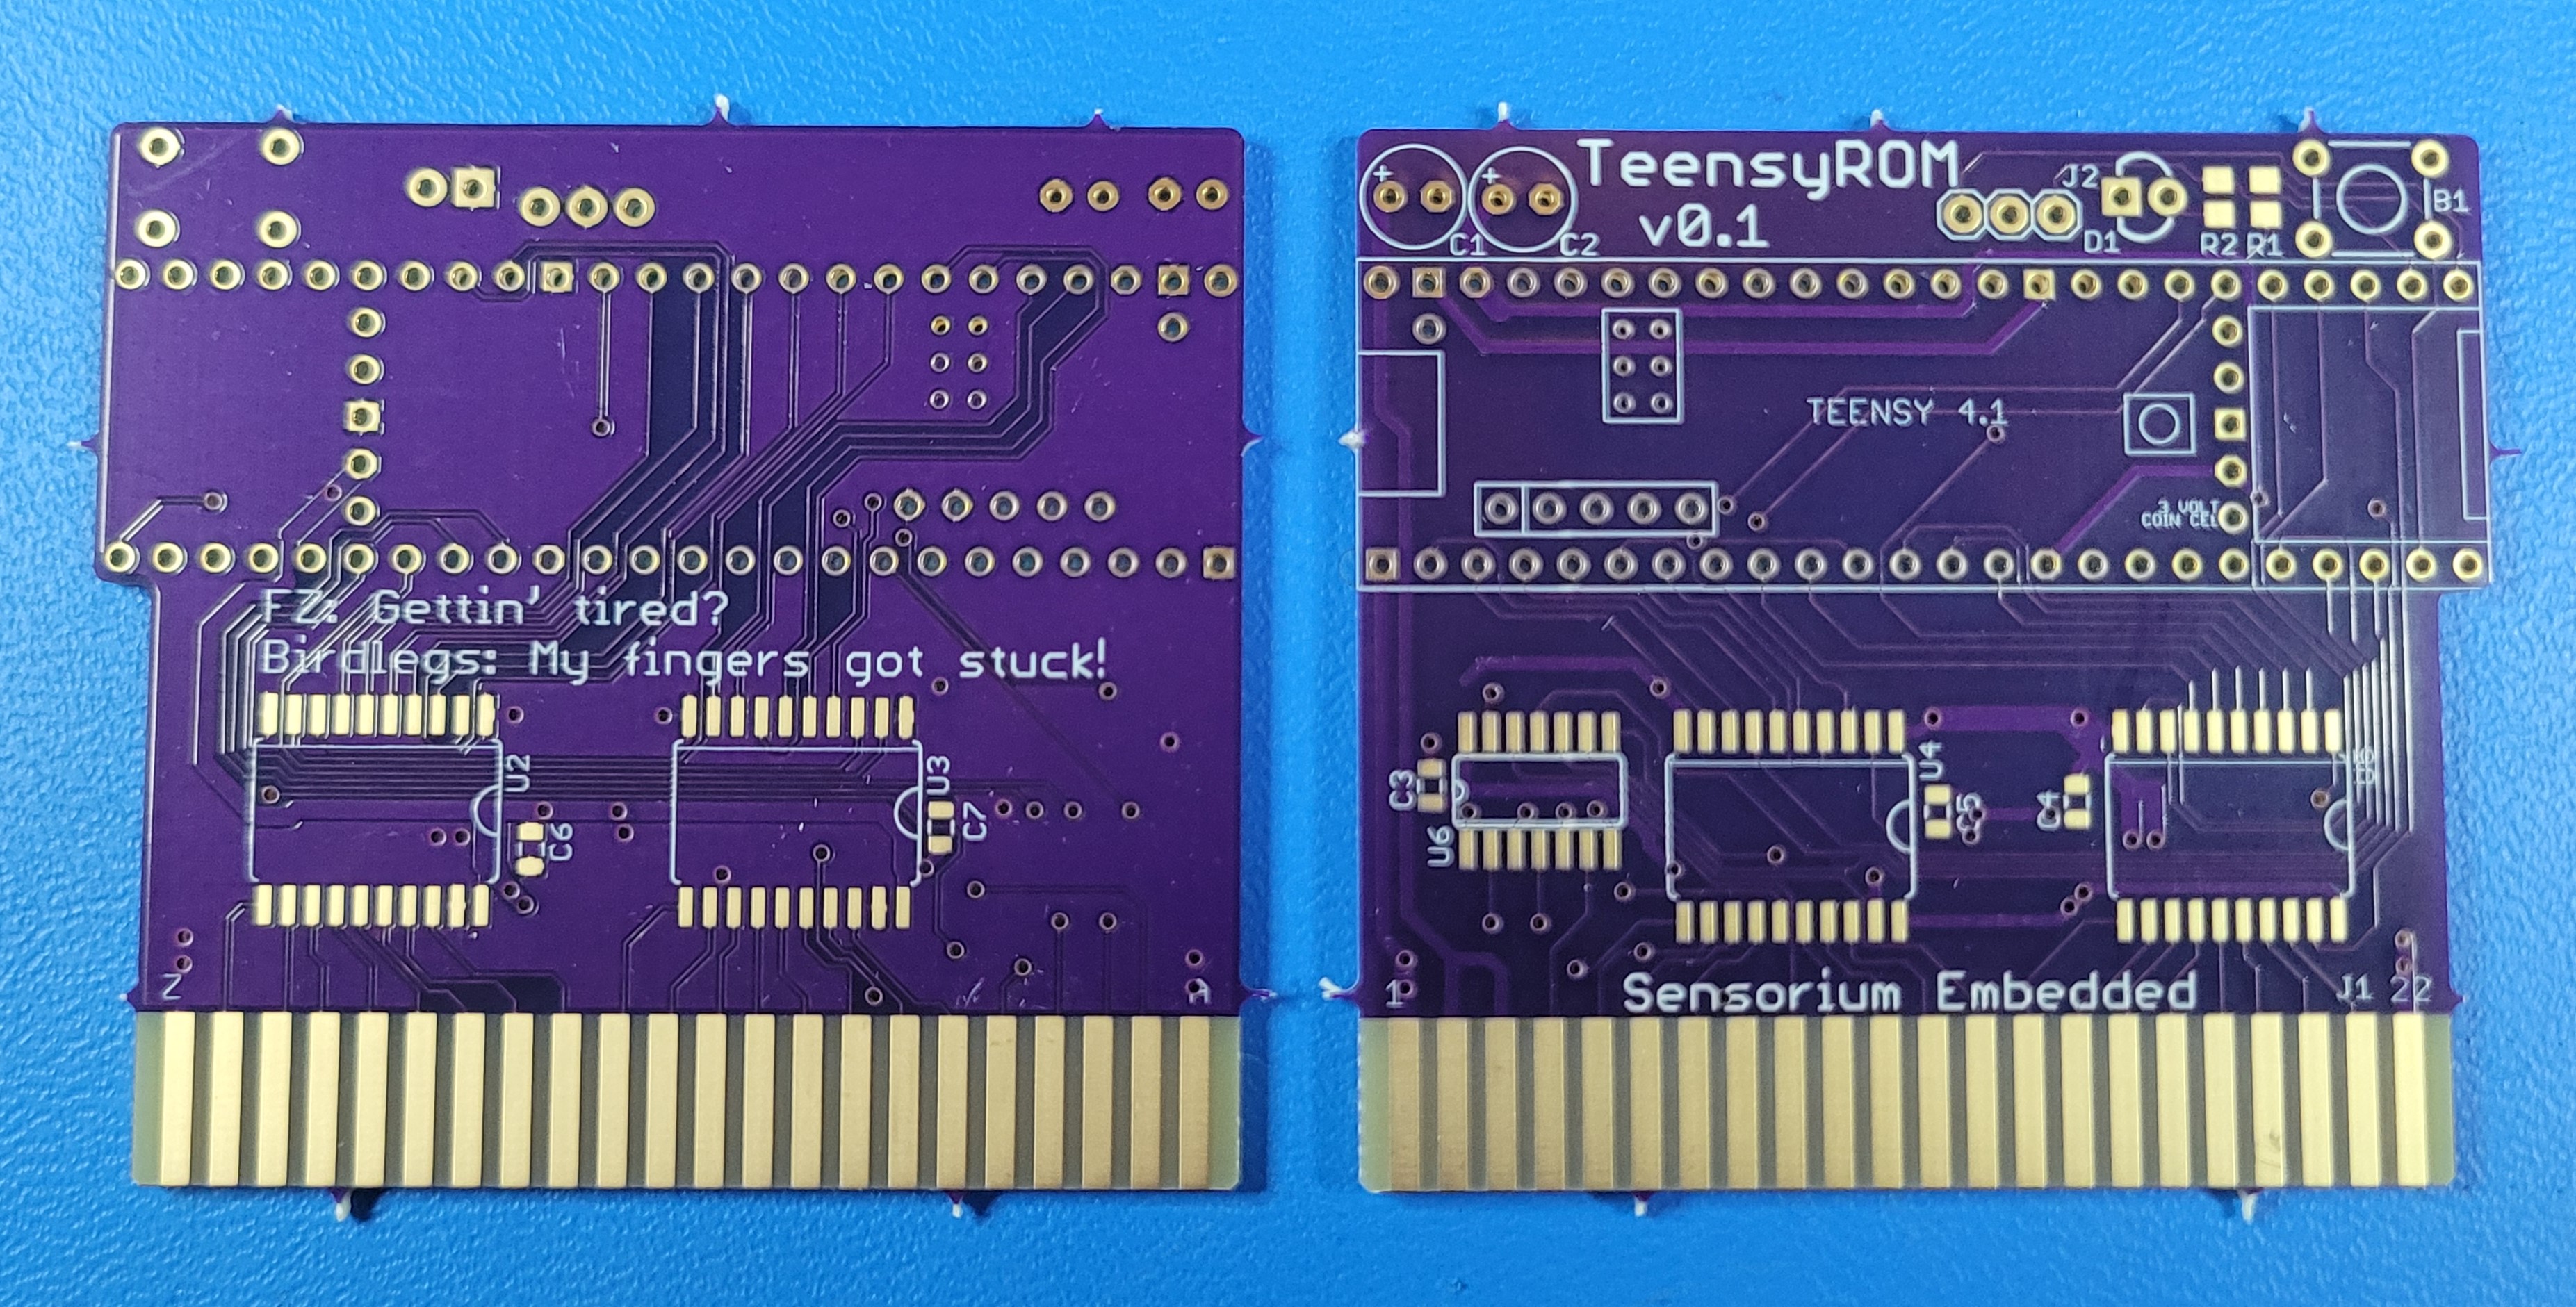 FZ: Gettin' tired?
Birdlegs: My fingers got stuck!
U2
U3
C6
C7
Z
A
TeensyROM
v0.1
+
+
C1
C2
J2
D1
R2
R1
B1
TEENSY 4.1
3 VOLT
COIN CEL
C3
U6
U4
C5
C4
U5
1
Sensorium Embedded
J1
22